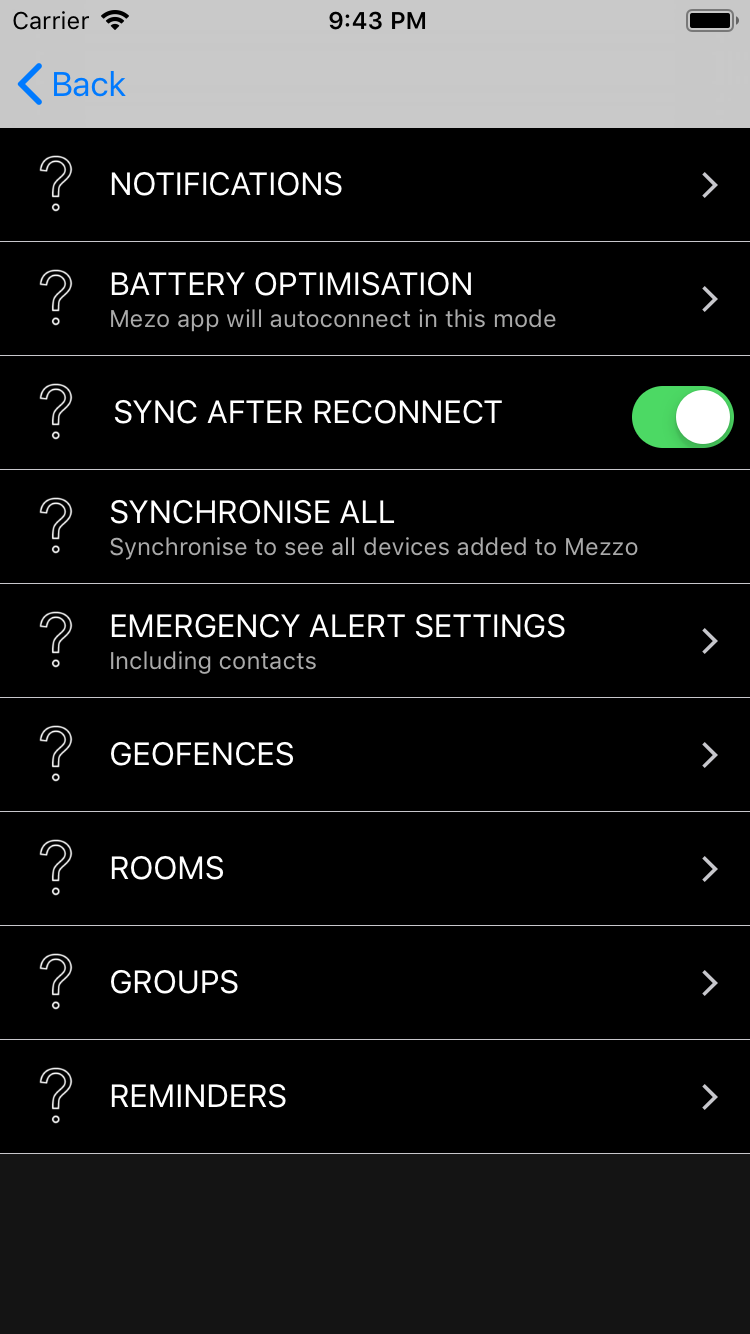 Carrier 9:43 PM
Back
NOTIFICATIONS
BATTERY OPTIMISATION
Mezo app will autoconnect in this mode
SYNC AFTER RECONNECT
SYNCHRONISE ALL
Synchronise to see all devices added to Mezzo
EMERGENCY ALERT SETTINGS
Including contacts
GEOFENCES
ROOMS
GROUPS
REMINDERS